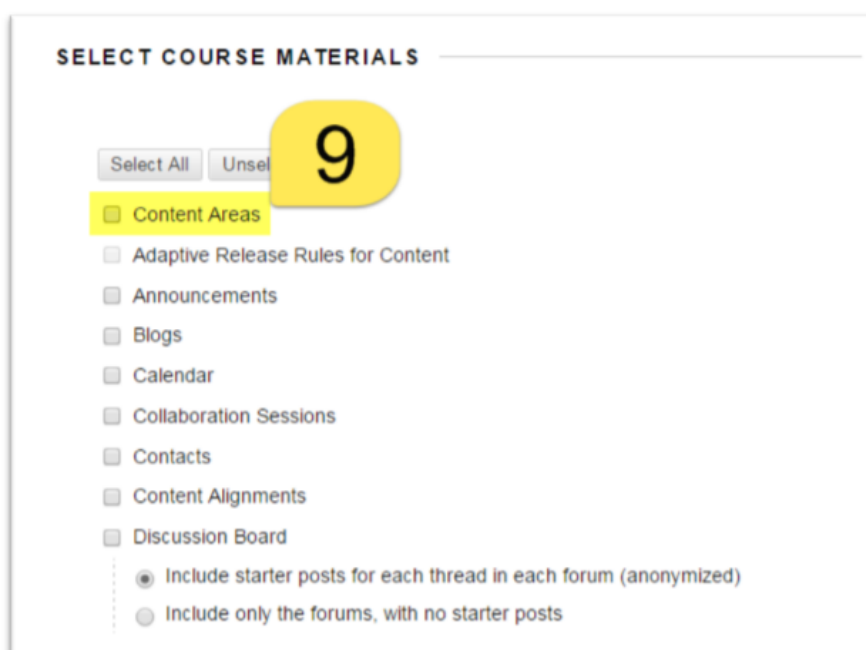 SELECT COURSE MATERIALS
9
Select All
Content Areas
Adaptive Release Rules for Content
Announcements
Blogs
Calendar
Collaboration Sessions
Contacts
Content Alignments
Discussion Board
Include starter posts for each thread in each forum (anonymized)
Include only the forums, with no starter posts